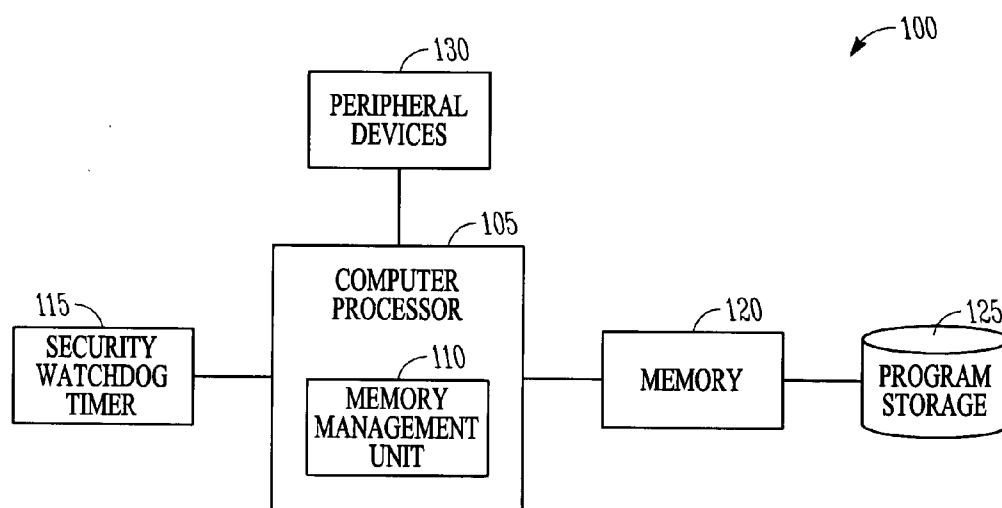 100
130
PERIPHERAL
DEVICES
105
COMPUTER
PROCESSOR
115
SECURITY
WATCHDOG
TIMER
110
MEMORY
MANAGEMENT
UNIT
120
MEMORY
125
PROGRAM
STORAGE